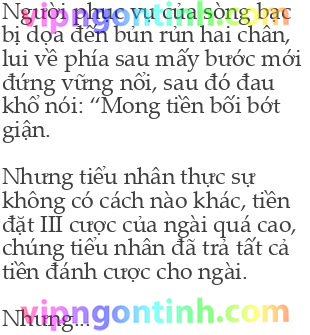 Người phục vụ của sòng bạc
bị dọa đến bủn rủn hai chân,
lui về phía sau mấy bước mới
đứng vững nổi, sau đó đau
khổ nói: “Mong tiền bối bớt
giận.
Nhưng tiểu nhân thực sự
không có cách nào khác, tiền
đặt III cược của ngài quá cao,
chúng tiểu nhân đã trả tất cả
tiền đánh cược cho ngài.
Nhưng...
vipngontinh.com
vipngontinh.com